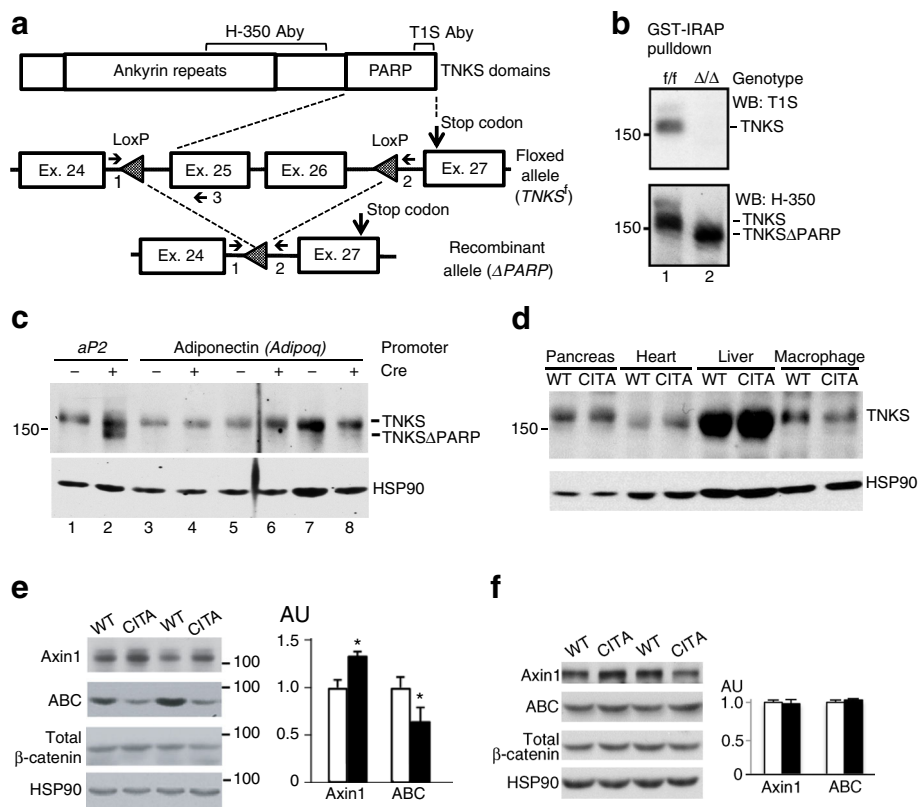 a
H-350 Aby
T1S Aby
Ankyrin repeats
PARP
TNKS domains
LoxP
LoxP
Stop codon
Ex. 24
1
Ex. 25
3
Ex. 26
2
Ex. 27
Floxed
allele
(TNKSᶠ)
Stop codon
Ex. 24
1
2
Ex. 27
Recombinant
allele (ΔPARP)
b
GST-IRAP
pulldown
f/f Δ/Δ Genotype
WB: T1S
150
TNKS
WB: H-350
150
TNKS
TNKSΔPARP
1 2
c
aP2 Adiponectin (Adipoq) Promoter
– + – – – + – + Cre
150
TNKS
TNKSΔPARP
HSP90
1 2 3 4 5 6 7 8
d
Pancreas Heart Liver Macrophage
WT CITA WT CITA WT CITA WT CITA
150
TNKS
HSP90
e
WT CITA WT CITA
Axin1
100
ABC
100
Total
β-catenin
100
HSP90
100
AU
1.5
1.0
0.5
0
*
*
Axin1 ABC
f
WT CITA WT CITA
Axin1
ABC
Total
β-catenin
HSP90
AU
1.0
0.5
0
Axin1 ABC